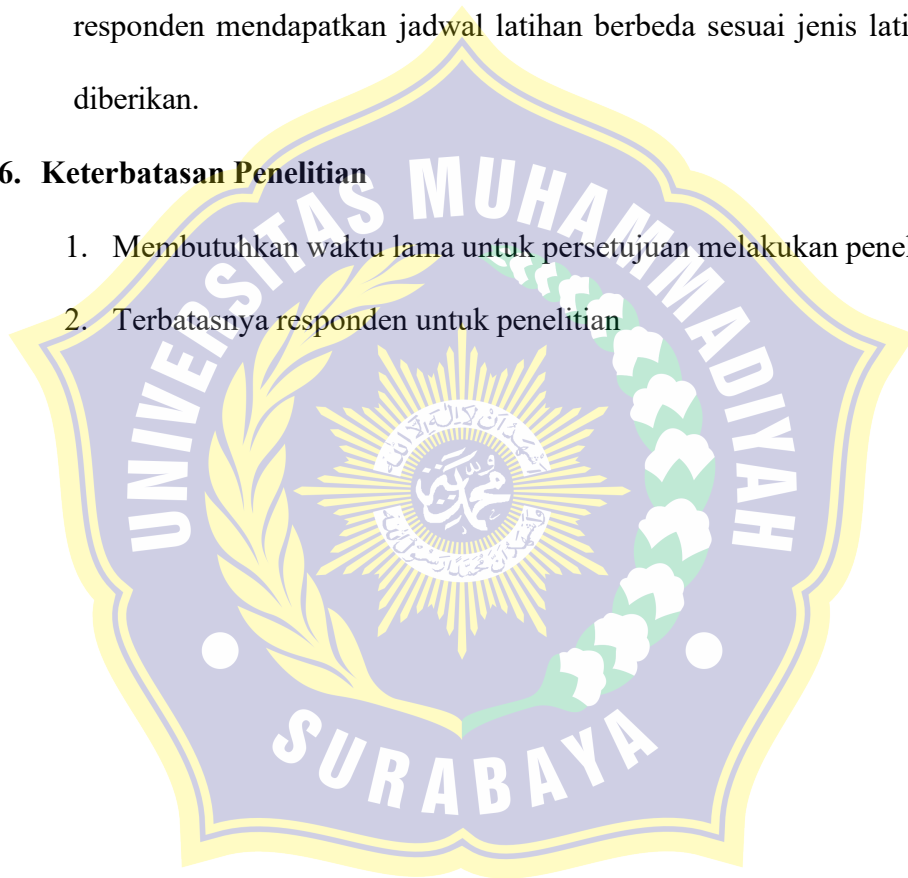 responden mendapatkan jadwal latihan berbeda sesuai jenis lati
diberikan.
6. Keterbatasan Penelitian
1. Membutuhkan waktu lama untuk persetujuan melakukan pene
2. Terbatasnya responden untuk penelitian
UNIVERSITAS MUHAMMADIYAH
SURABAYA